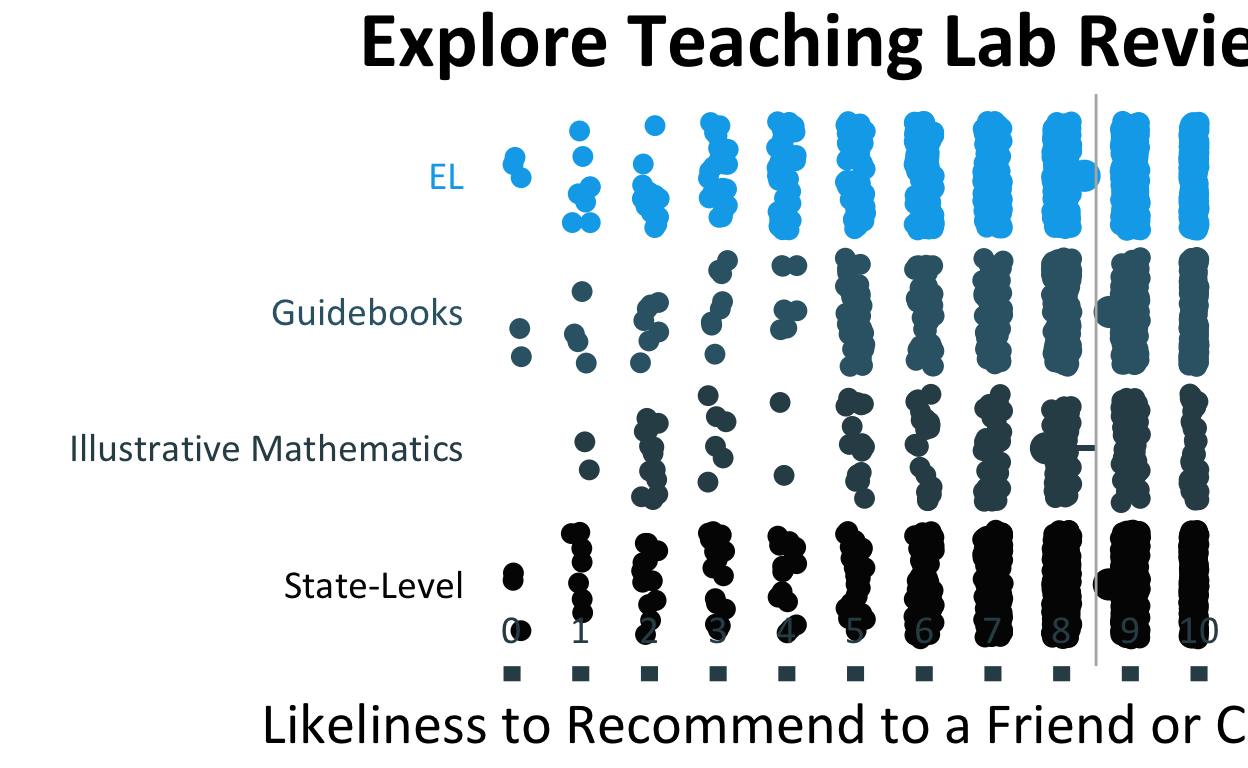 Explore Teaching Lab Revie
EL
Guidebooks
Illustrative Mathematics
State-Level
0 1 2 3 4 5 6 7 8 9 10
Likeliness to Recommend to a Friend or C